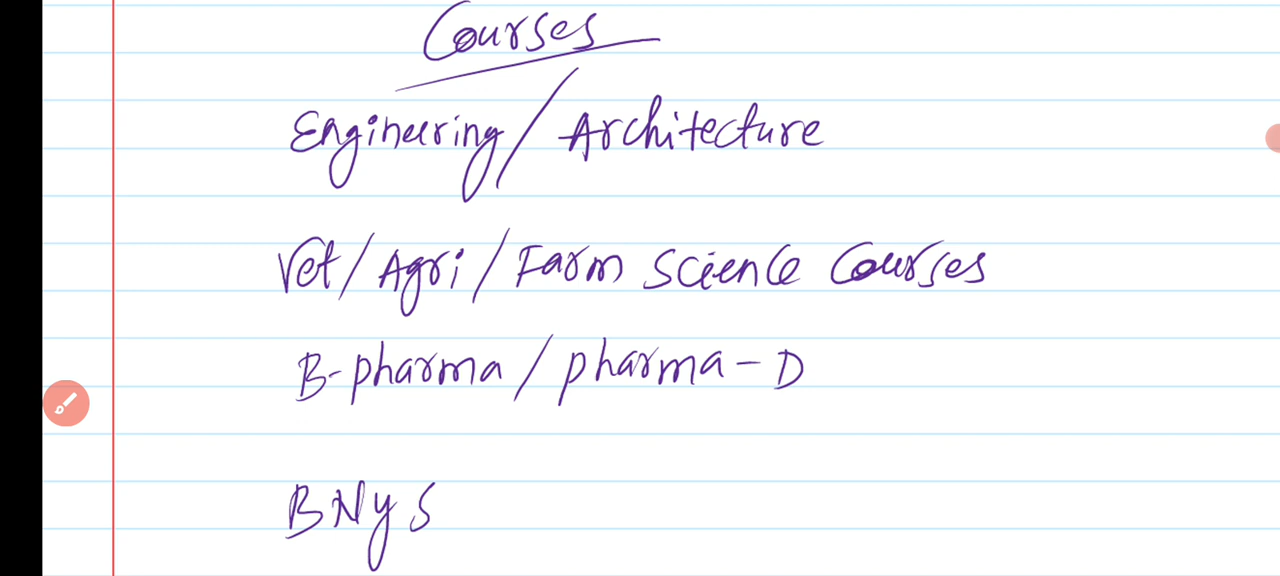 Courses
Engineering / Architecture
Vet / Agri / Farm Science Courses
B-pharma / pharma - D
BNyS